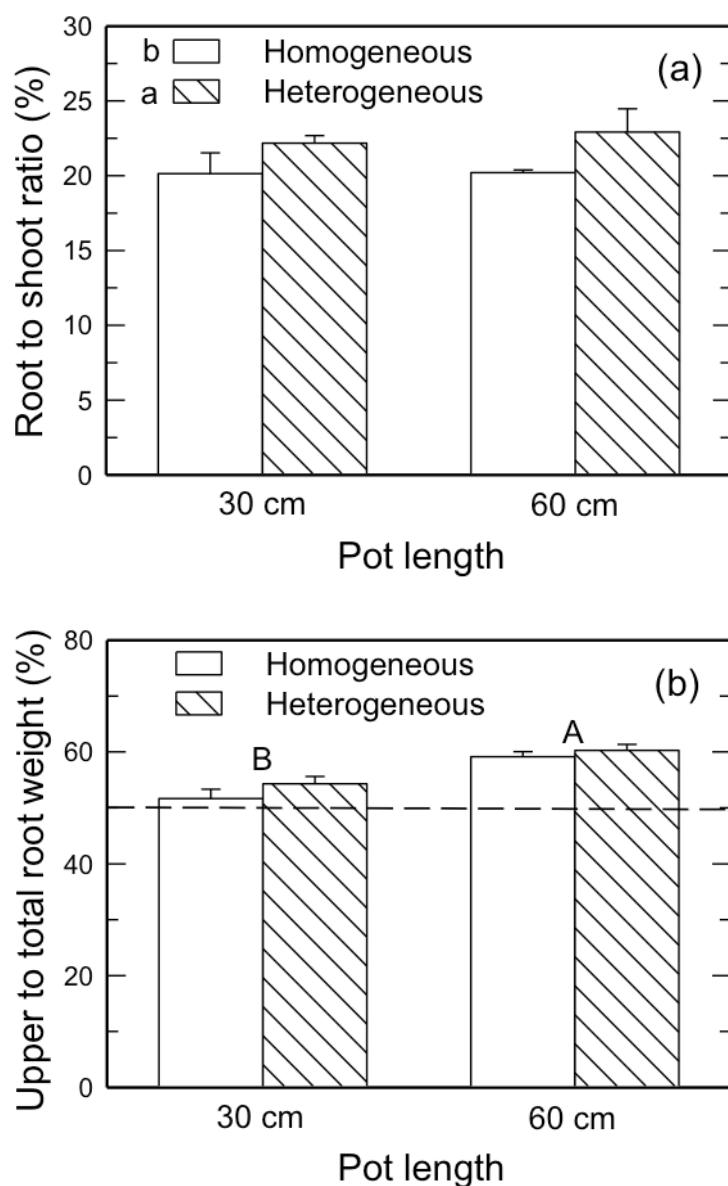 30
25
20
15
10
5
0
Root to shoot ratio (%)
b Homogeneous
a Heterogeneous
(a)
30 cm 60 cm
Pot length
80
60
40
20
0
Upper to total root weight (%)
Homogeneous
Heterogeneous
(b)
B A
30 cm 60 cm
Pot length